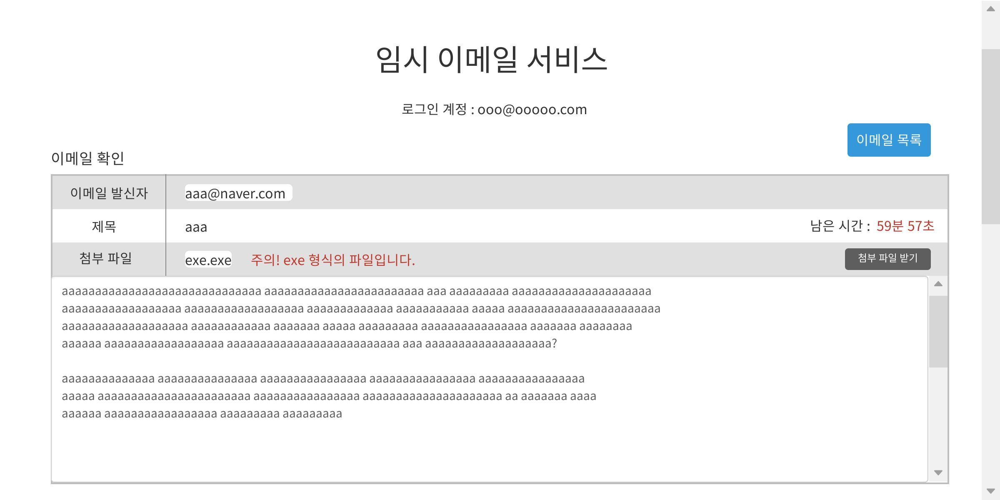 임시 이메일 서비스
로그인 계정 : ooo@ooooo.com
이메일 목록
이메일 확인
이메일 발신자 aaa@naver.com
제목 aaa 남은 시간 : 59분 57초
첨부 파일 exe.exe 주의! exe 형식의 파일입니다. 첨부 파일 받기
aaaaaaaaaaaaaaaaaaaaaaaaaaaaaa aaaaaaaaaaaaaaaaaaaaaaaa aaa aaaaaaaaa aaaaaaaaaaaaaaaaaaaaa
aaaaaaaaaaaaaaaaaa aaaaaaaaaaaaaaaaaa aaaaaaaaaaaaa aaaaaaaaaaa aaaaa aaaaaaaaaaaaaaaaaaaaaaa
aaaaaaaaaaaaaaaaaaa aaaaaaaaaaaa aaaaaaa aaaaa aaaaaaaaa aaaaaaaaaaaaaaaa aaaaaaa aaaaaaaa
aaaaaa aaaaaaaaaaaaaaaaaa aaaaaaaaaaaaaaaaaaaaaaaaaa aaa aaaaaaaaaaaaaaaaaaa?
aaaaaaaaaaaaaa aaaaaaaaaaaaaaa aaaaaaaaaaaaaaaa aaaaaaaaaaaaaaaa aaaaaaaaaaaaaaaa
aaaaa aaaaaaaaaaaaaaaaaaaaaaa aaaaaaaaaaaaaaaa aaaaaaaaaaaaaaaaaaaaa aa aaaaaaa aaaa
aaaaaa aaaaaaaaaaaaaaaaa aaaaaaaaa aaaaaaaaa